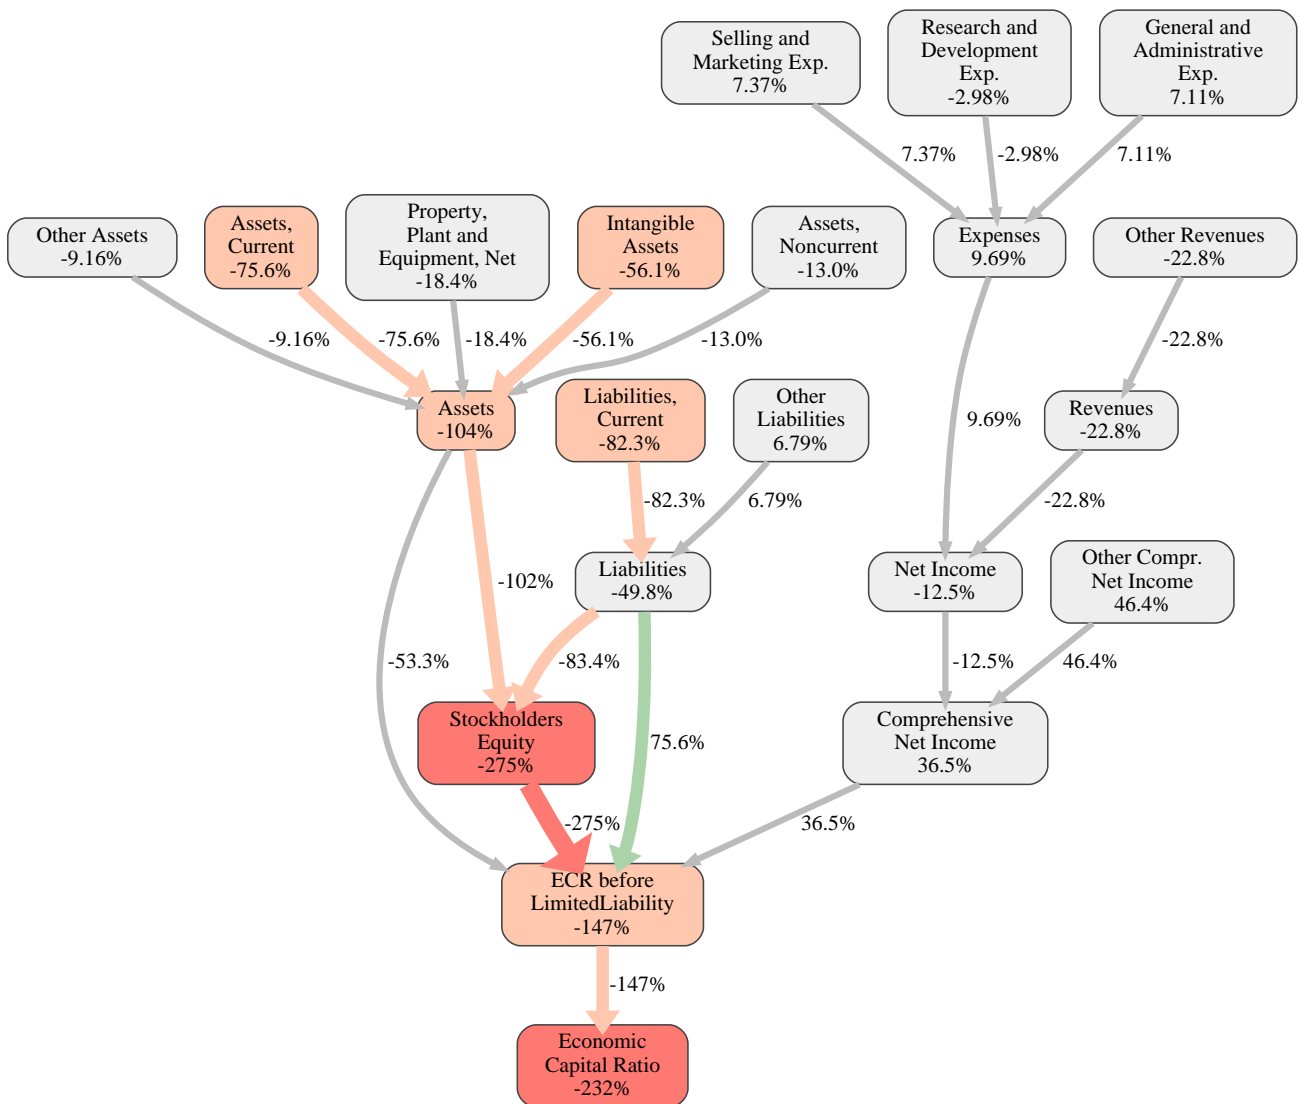 Selling and
Marketing Exp.
7.37%
Research and
Development
Exp.
-2.98%
General and
Administrative
Exp.
7.11%
7.37%
-2.98%
7.11%
Other Assets
-9.16%
Assets,
Current
-75.6%
Property,
Plant and
Equipment, Net
-18.4%
Intangible
Assets
-56.1%
Assets,
Noncurrent
-13.0%
Expenses
9.69%
Other Revenues
-22.8%
-9.16%
-75.6%
-18.4%
-56.1%
-13.0%
-22.8%
Assets
-104%
Liabilities,
Current
-82.3%
Other
Liabilities
6.79%
9.69%
Revenues
-22.8%
-82.3%
6.79%
-22.8%
-102%
Liabilities
-49.8%
Net Income
-12.5%
Other Compr.
Net Income
46.4%
-53.3%
-83.4%
-12.5%
46.4%
Stockholders
Equity
-275%
75.6%
Comprehensive
Net Income
36.5%
-275%
36.5%
ECR before
LimitedLiability
-147%
-147%
Economic
Capital Ratio
-232%